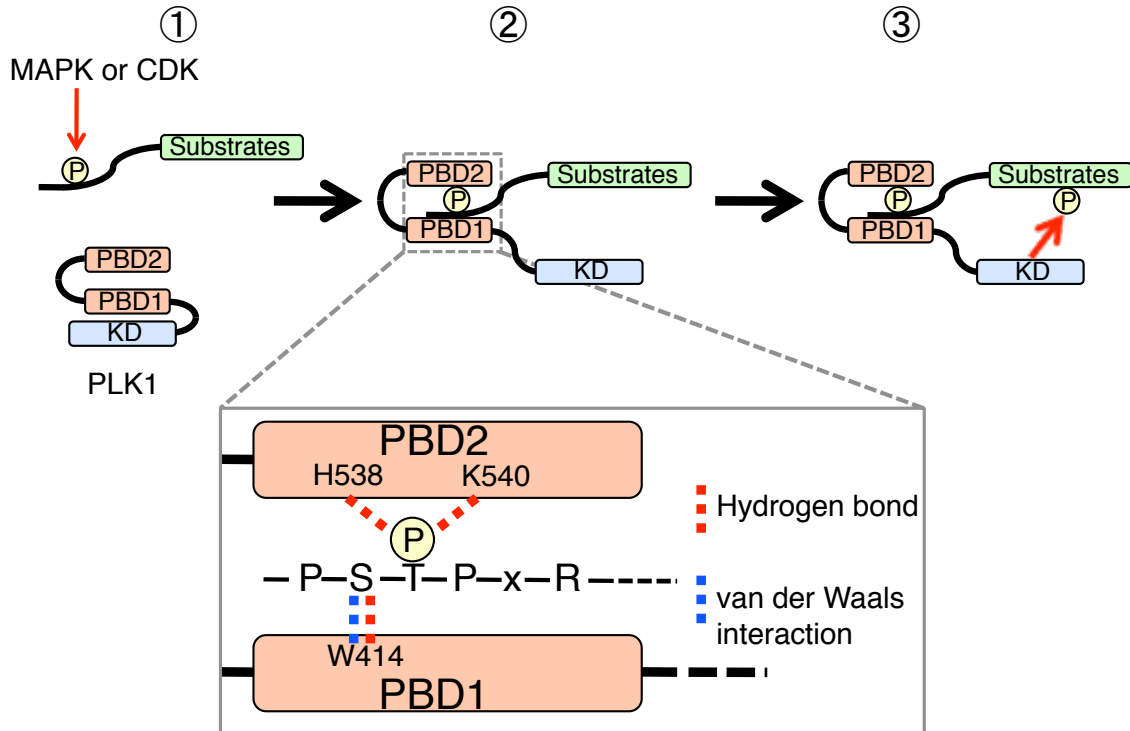 ① ② ③
MAPK or CDK
P Substrates
PBD2
PBD1
KD
PLK1
PBD2
P Substrates
PBD1
KD
PBD2
P Substrates
PBD1 P
KD
PBD2
H538 K540
P
P S T P x R
W414
PBD1
Hydrogen bond
van der Waals
interaction